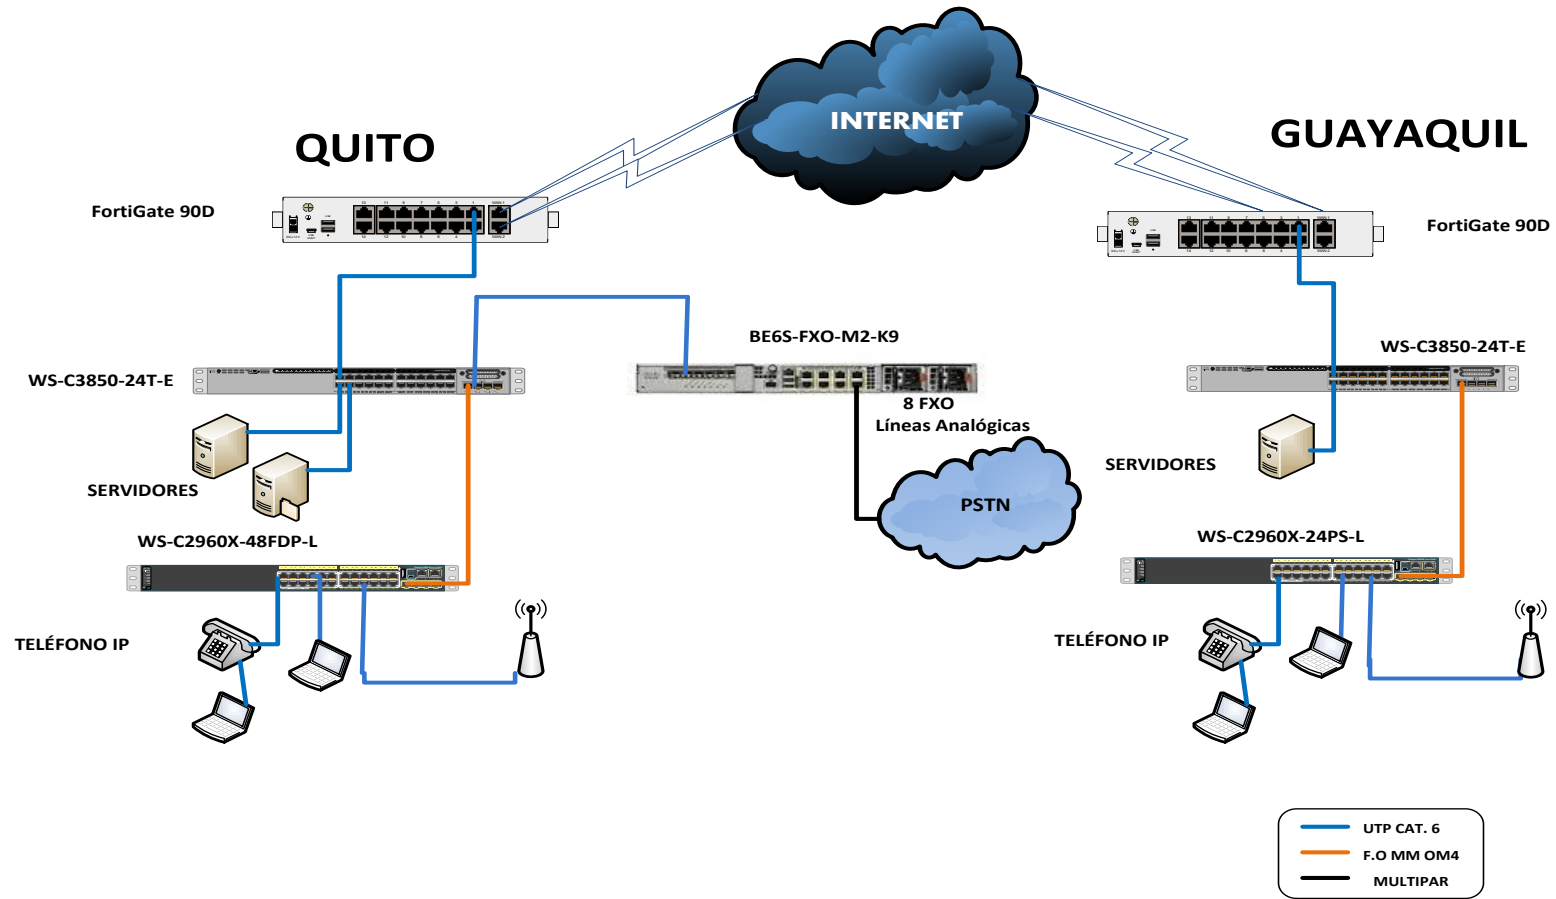 INTERNET
QUITO
GUAYAQUIL
FortiGate 90D
FortiGate 90D
BE6S-FXO-M2-K9
WS-C3850-24T-E
WS-C3850-24T-E
8 FXO
Líneas Analógicas
SERVIDORES
SERVIDORES
PSTN
WS-C2960X-48FDP-L
WS-C2960X-24PS-L
TELÉFONO IP
TELÉFONO IP
UTP CAT. 6
F.O MM OM4
MULTIPAR